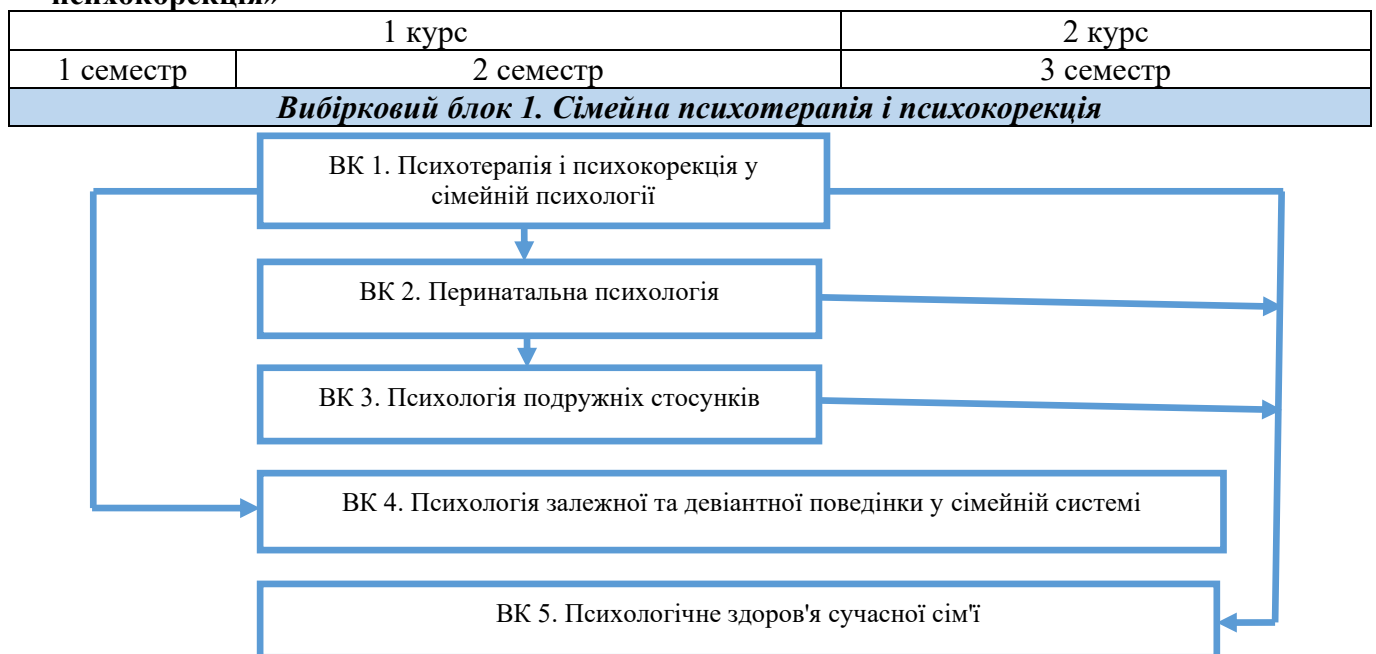 психокорекція»
1 курс 2 курс
1 семестр 2 семестр 3 семестр
Вибірковий блок 1. Сімейна психотерапія і психокорекція
ВК 1. Психотерапія і психокорекція у
сімейній психології
ВК 2. Перинатальна психологія
ВК 3. Психологія подружніх стосунків
ВК 4. Психологія залежної та девіантної поведінки у сімейній системі
ВК 5. Психологічне здоров'я сучасної сім'ї